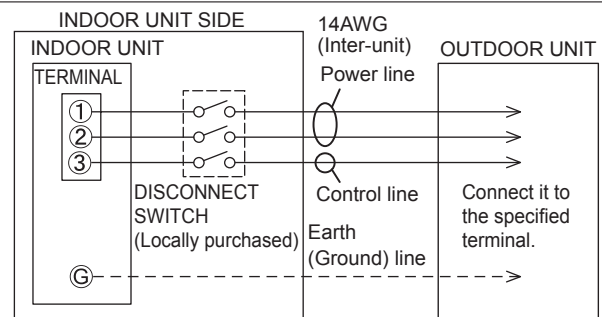 INDOOR UNIT SIDE
INDOOR UNIT
TERMINAL
1
2
3
G
DISCONNECT
SWITCH
(Locally purchased)
14AWG
(Inter-unit)
Power line
Control line
Earth
(Ground) line
OUTDOOR UNIT
Connect it to
the specified
terminal.